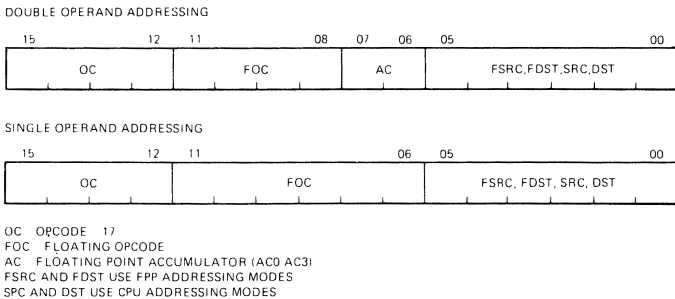 DOUBLE OPERAND ADDRESSING
15 12 11 08 07 06 05 00
OC FOC AC FSRC,FDST,SRC,DST
SINGLE OPERAND ADDRESSING
15 12 11 06 05 00
OC FOC FSRC, FDST, SRC, DST
OC OPCODE 17
FOC FLOATING OPCODE
AC FLOATING POINT ACCUMULATOR (AC0 AC3)
FSRC AND FDST USE FPP ADDRESSING MODES
SPC AND DST USE CPU ADDRESSING MODES